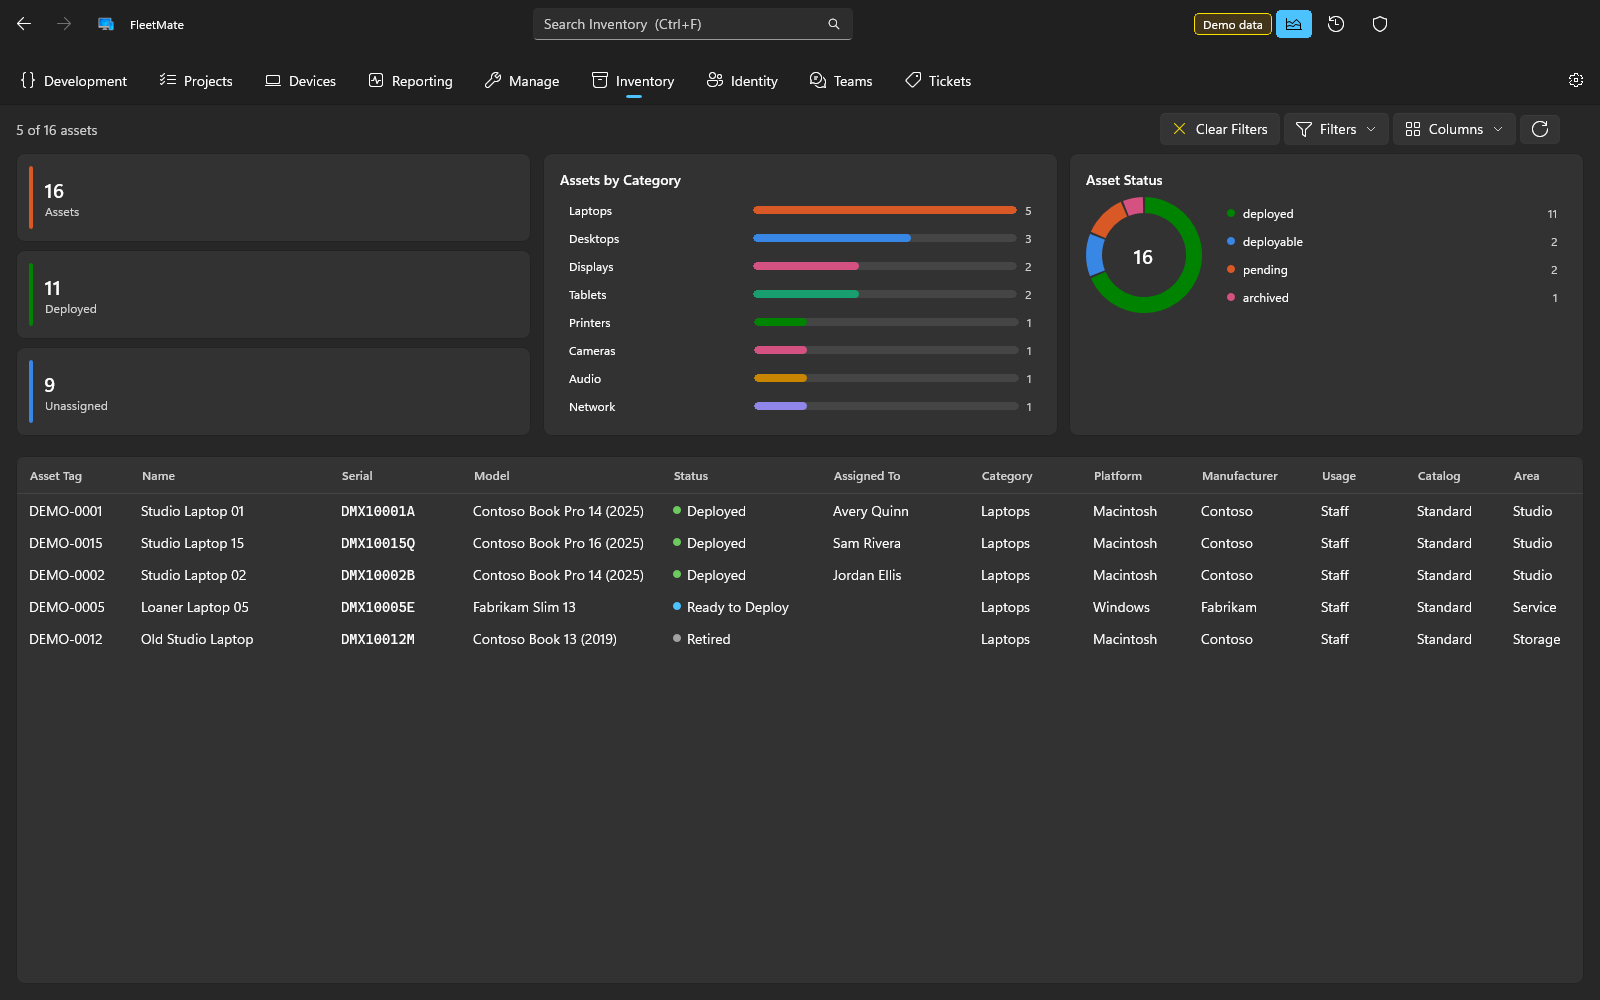 FleetMate
Search Inventory (Ctrl+F)
Demo data
Development
Projects
Devices
Reporting
Manage
Inventory
Identity
Teams
Tickets
5 of 16 assets
Clear Filters
Filters
Columns
16
Assets
11
Deployed
9
Unassigned
Assets by Category
Laptops 5
Desktops 3
Displays 2
Tablets 2
Printers 1
Cameras 1
Audio 1
Network 1
Asset Status
16
deployed 11
deployable 2
pending 2
archived 1
Asset Tag Name Serial Model Status Assigned To Category Platform Manufacturer Usage Catalog Area
DEMO-0001 Studio Laptop 01 DMX10001A Contoso Book Pro 14 (2025) Deployed Avery Quinn Laptops Macintosh Contoso Staff Standard Studio
DEMO-0015 Studio Laptop 15 DMX10015Q Contoso Book Pro 16 (2025) Deployed Sam Rivera Laptops Macintosh Contoso Staff Standard Studio
DEMO-0002 Studio Laptop 02 DMX10002B Contoso Book Pro 14 (2025) Deployed Jordan Ellis Laptops Macintosh Contoso Staff Standard Studio
DEMO-0005 Loaner Laptop 05 DMX10005E Fabrikam Slim 13 Ready to Deploy Laptops Windows Fabrikam Staff Standard Service
DEMO-0012 Old Studio Laptop DMX10012M Contoso Book 13 (2019) Retired Laptops Macintosh Contoso Staff Standard Storage